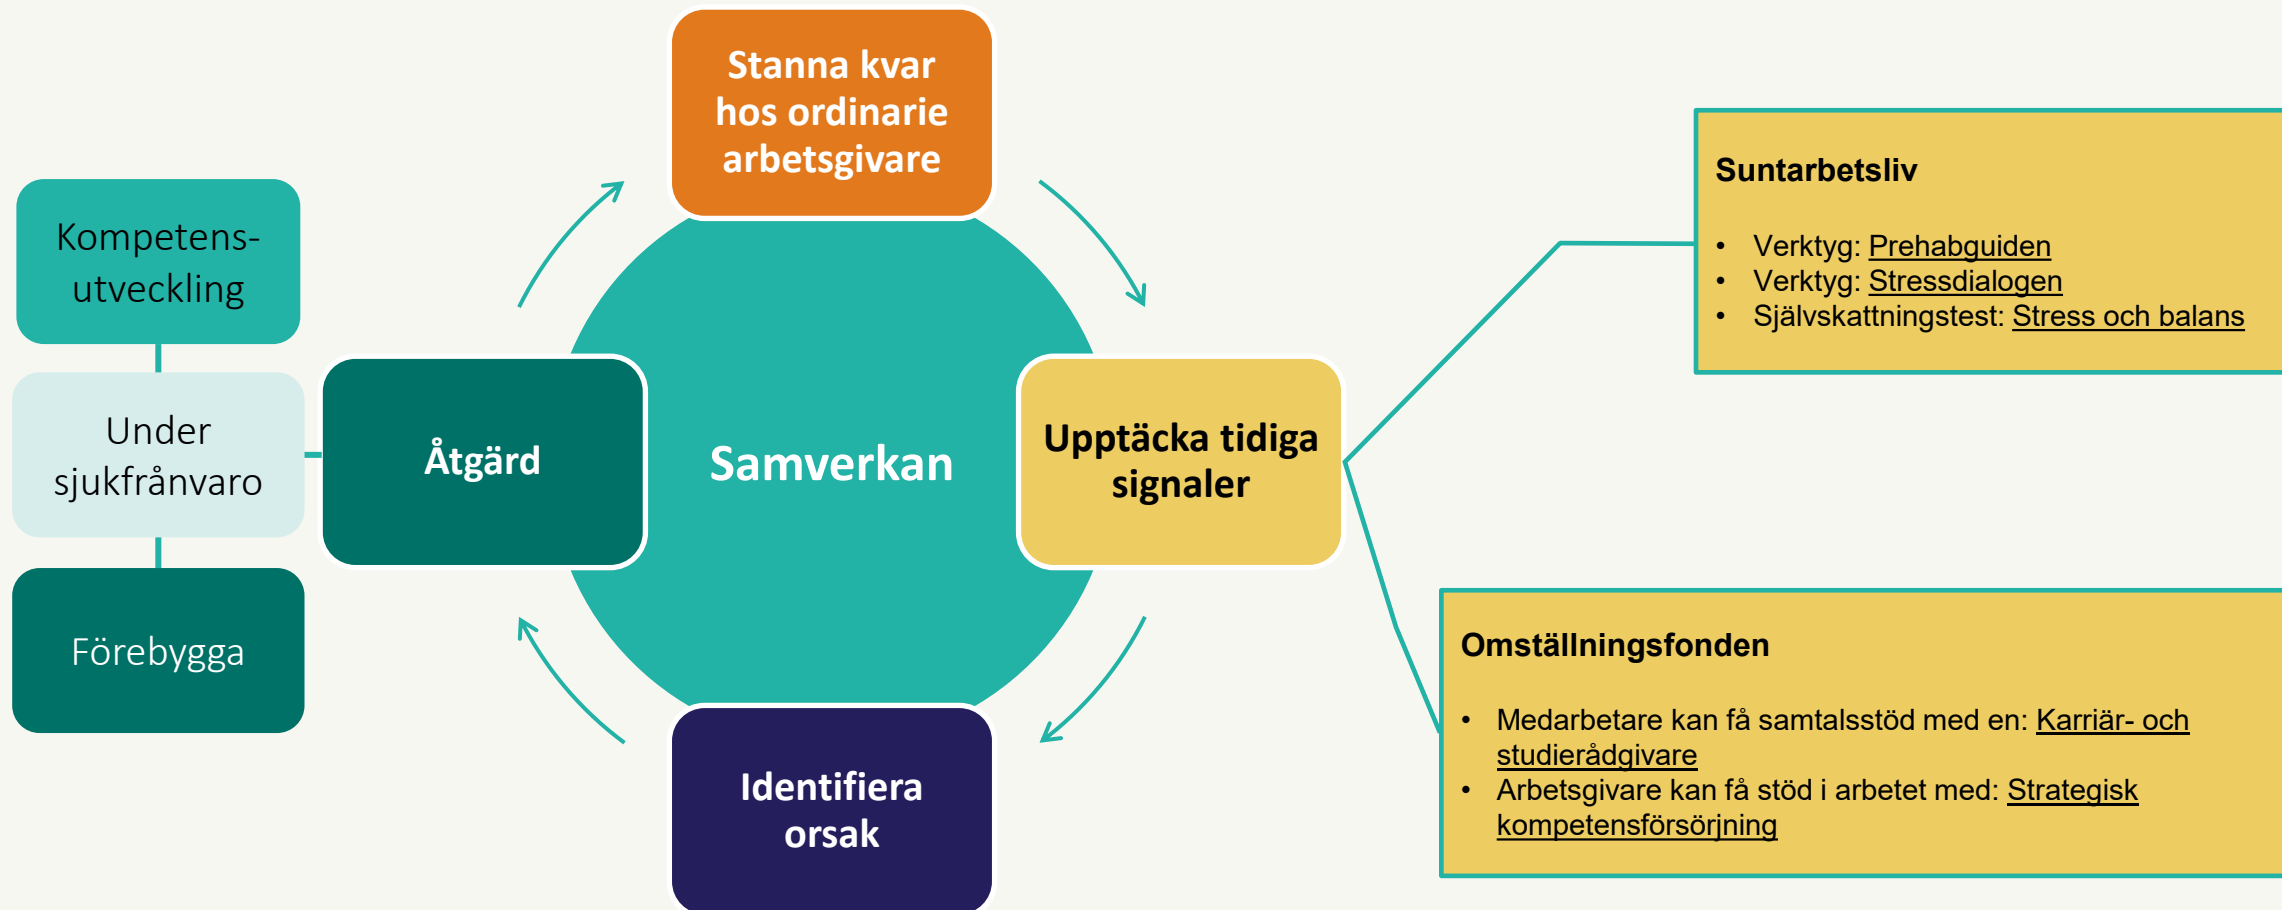 Stanna kvar
hos ordinarie
arbetsgivare
Kompetens-
utveckling
Under
sjukfrånvaro
Förebygga
Åtgärd
Samverkan
Upptäcka tidiga
signaler
Identifiera
orsak
Suntarbetsliv
• Verktyg: Prehabguiden
• Verktyg: Stressdialogen
• Självskattningstest: Stress och balans
Omställningsfonden
• Medarbetare kan få samtalsstöd med en: Karriär- och
studierådgivare
• Arbetsgivare kan få stöd i arbetet med: Strategisk
kompetensförsörjning